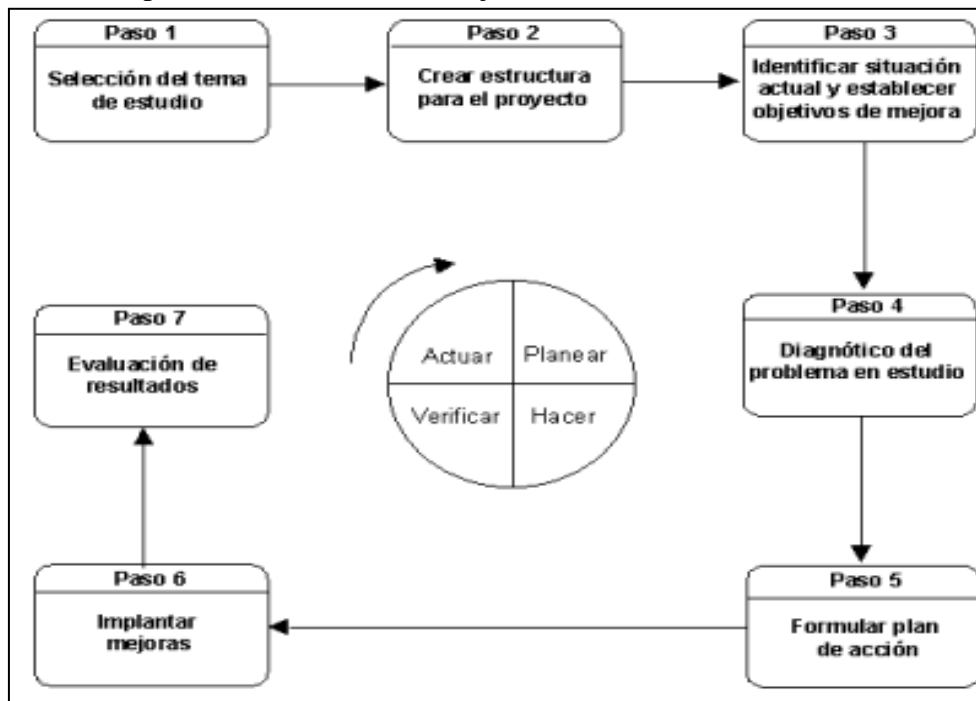 Paso 1
Selección del tema
de estudio
Paso 2
Crear estructura
para el proyecto
Paso 3
Identificar situación
actual y establecer
objetivos de mejora
Paso 4
Diagnótico del
problema en estudio
Paso 5
Formular plan
de acción
Paso 6
Implantar
mejoras
Paso 7
Evaluación de
resultados
Actuar
Planear
Verificar
Hacer